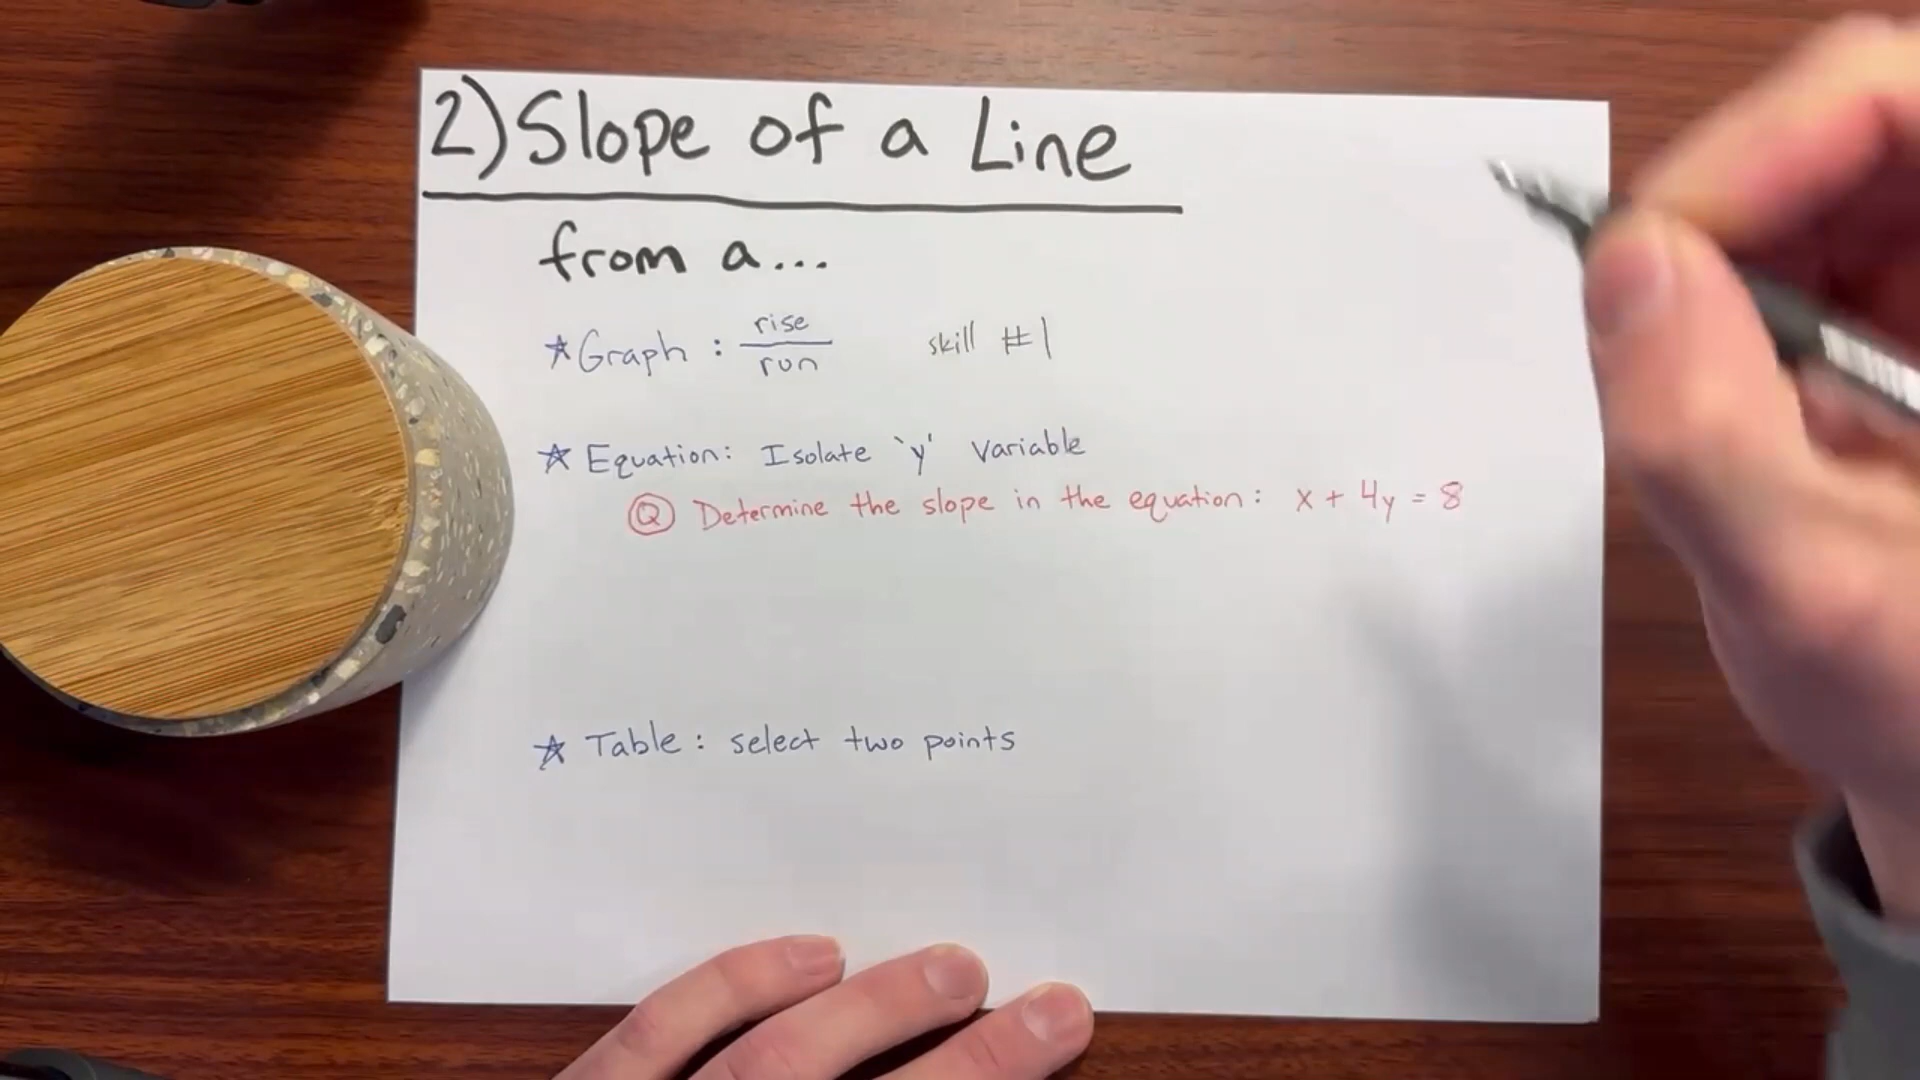 2) Slope of a Line
from a...
☆ Graph : rise/run skill #1
☆ Equation: Isolate 'y' variable
Q Determine the slope in the equation: x + 4y = 8
☆ Table: select two points